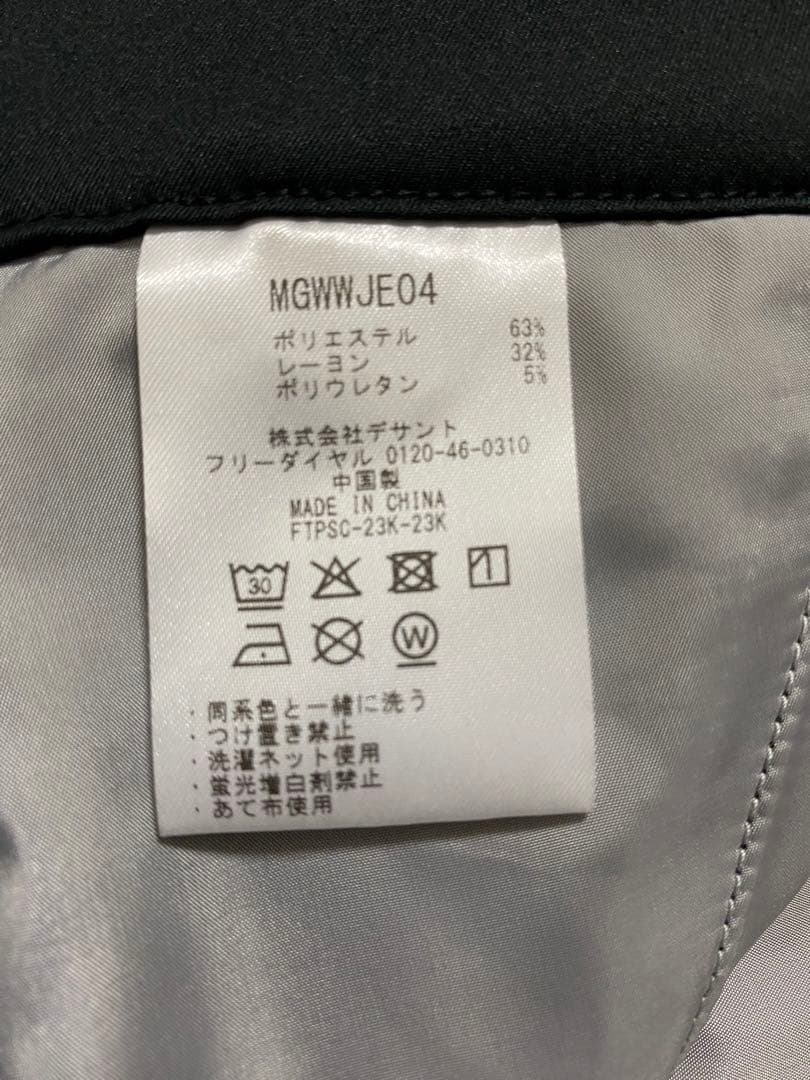 MGWWJE04
ポリエステル 63%
レーヨン 32%
ポリウレタン 5%
株式会社デサント
フリーダイヤル 0120-46-0310
中国製
MADE IN CHINA
FTPSC-23K-23K
30
W
・同系色と一緒に洗う
・つけ置き禁止
・洗濯ネット使用
・蛍光増白剤禁止
・あて布使用